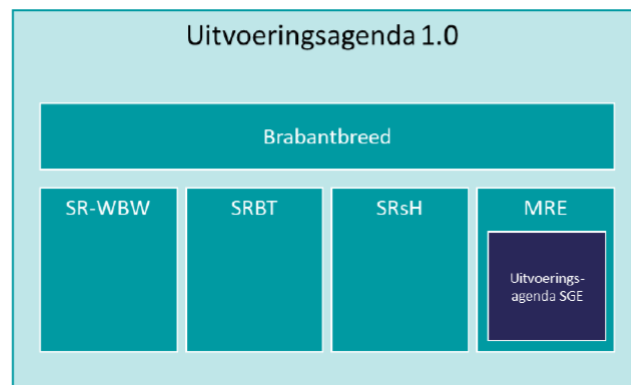 Uitvoeringsagenda 1.0
Brabantbreed
SR-WBW
SRBT
SRsH
MRE
Uitvoerings-
agenda SGE